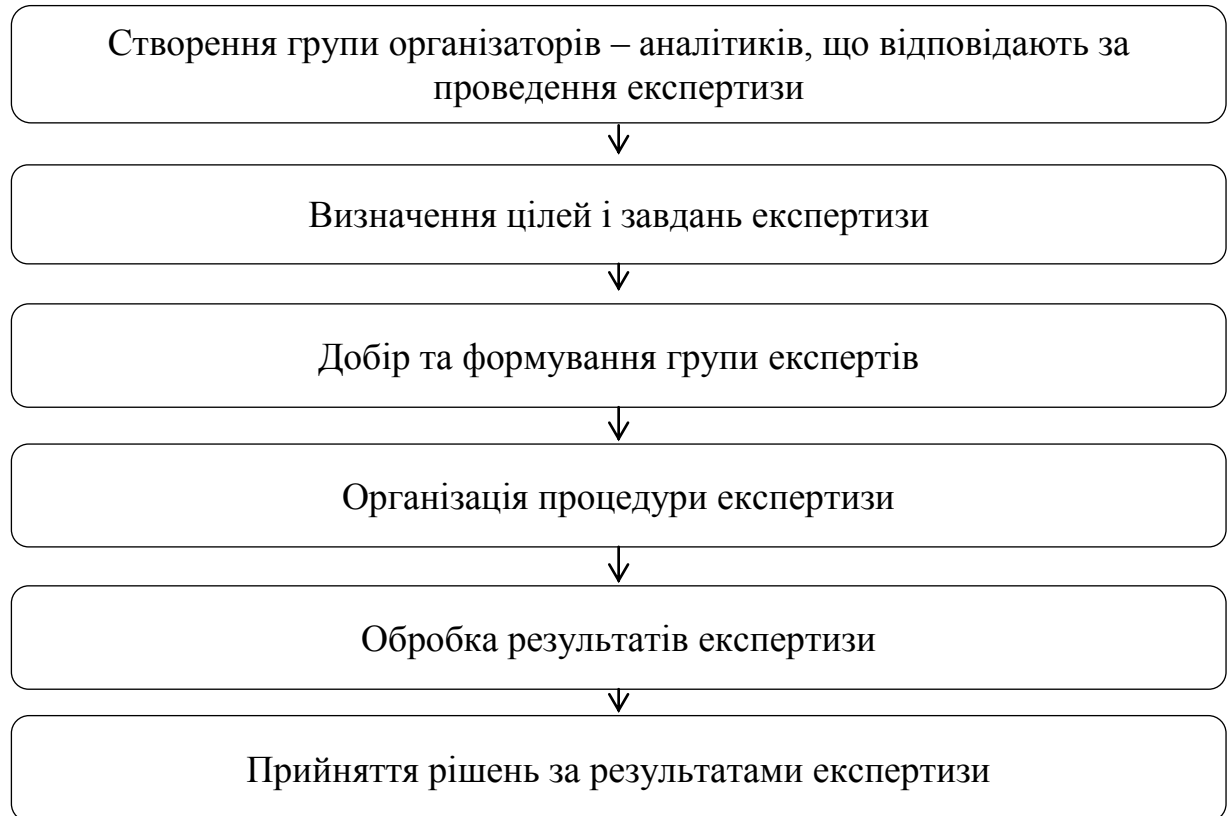 Створення групи організаторів – аналітиків, що відповідають за
проведення експертизи
Визначення цілей і завдань експертизи
Добір та формування групи експертів
Організація процедури експертизи
Обробка результатів експертизи
Прийняття рішень за результатами експертизи